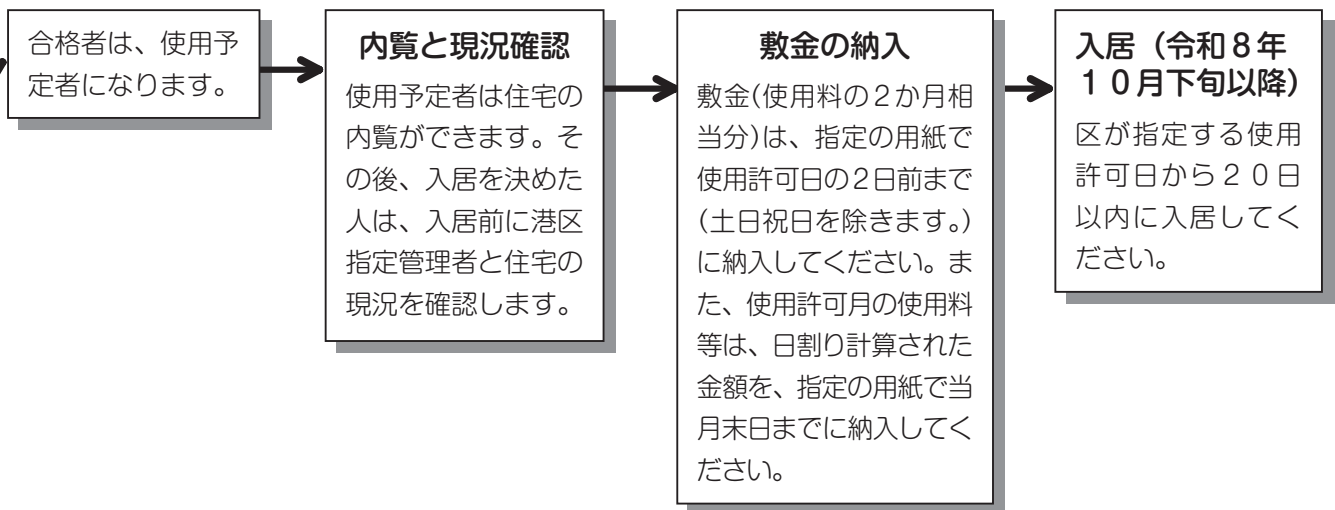 合格者は、使用予
定者になります。
内覧と現況確認
使用予定者は住宅の
内覧ができます。そ
の後、入居を決めた
人は、入居前に港区
指定管理者と住宅の
現況を確認します。
敷金の納入
敷金(使用料の２か月相
当分)は、指定の用紙で
使用許可日の２日前まで
(土日祝日を除きます。)
に納入してください。ま
た、使用許可月の使用料
等は、日割り計算された
金額を、指定の用紙で当
月末日までに納入してく
ださい。
入居（令和８年
１０月下旬以降）
区が指定する使用
許可日から２０日
以内に入居してく
ださい。